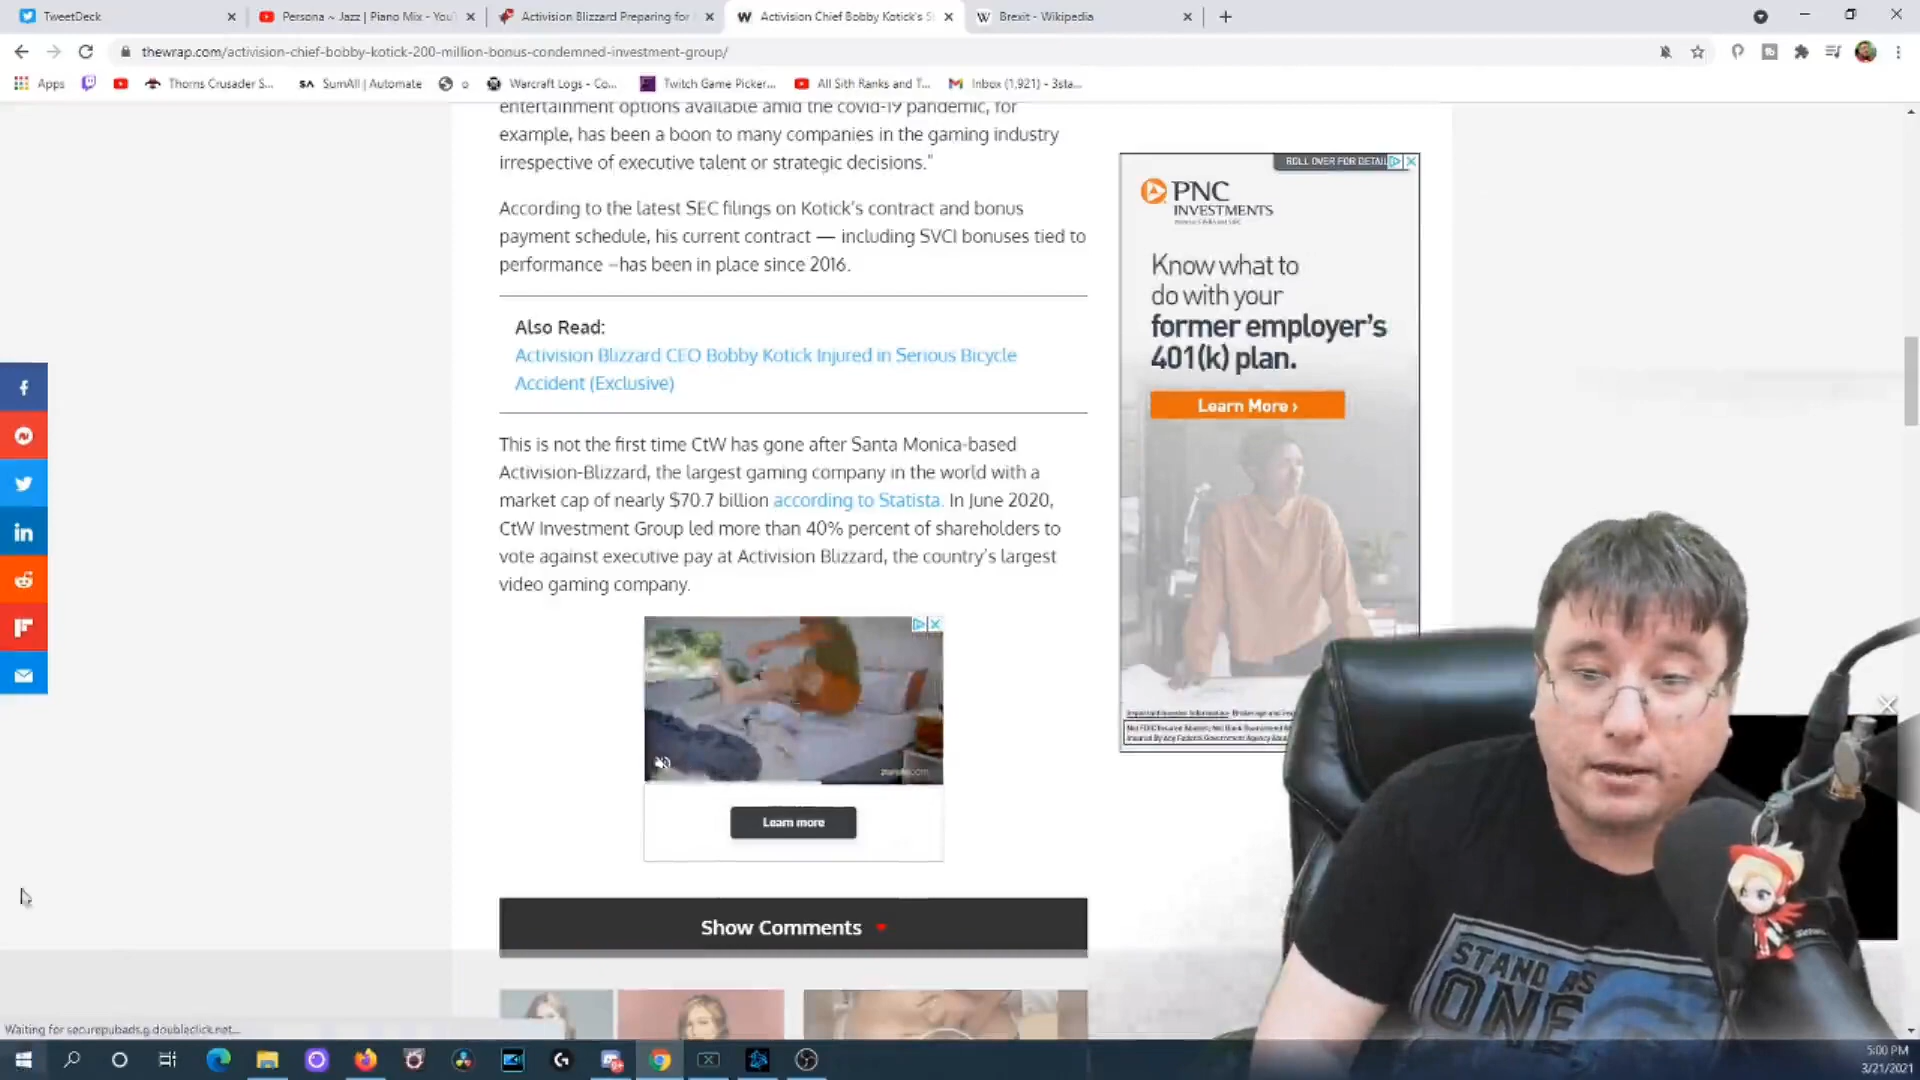 TweetDeck
Persona ~ Jazz | Piano Mix - You
Activision Blizzard Preparing for
Activision Chief Bobby Kotick's
Brexit - Wikipedia
thewrap.com/activision-chief-bobby-kotick-200-million-bonus-condemned-investment-group/
Apps
Thorns Crusader S...
SA SumAll | Automate
o
Warcraft Logs - Co...
Twitch Game Picker...
All Sith Ranks and T...
Inbox (1,921) - 3sta...
entertainment options available amid the covid-19 pandemic, for
example, has been a boon to many companies in the gaming industry
irrespective of executive talent or strategic decisions."
According to the latest SEC filings on Kotick's contract and bonus
payment schedule, his current contract — including SVCI bonuses tied to
performance –has been in place since 2016.
Also Read:
Activision Blizzard CEO Bobby Kotick Injured in Serious Bicycle
Accident (Exclusive)
This is not the first time CtW has gone after Santa Monica-based
Activision-Blizzard, the largest gaming company in the world with a
market cap of nearly $70.7 billion according to Statista. In June 2020,
CtW Investment Group led more than 40% percent of shareholders to
vote against executive pay at Activision Blizzard, the country's largest
video gaming company.
Learn more
Show Comments
ROLL OVER FOR DETAIL
PNC
INVESTMENTS
Know what to
do with your
former employer's
401(k) plan.
Learn More ›
STAND AS
ONE
Waiting for securepubads.g.doubleclick.net...
5:00 PM
3/21/2021